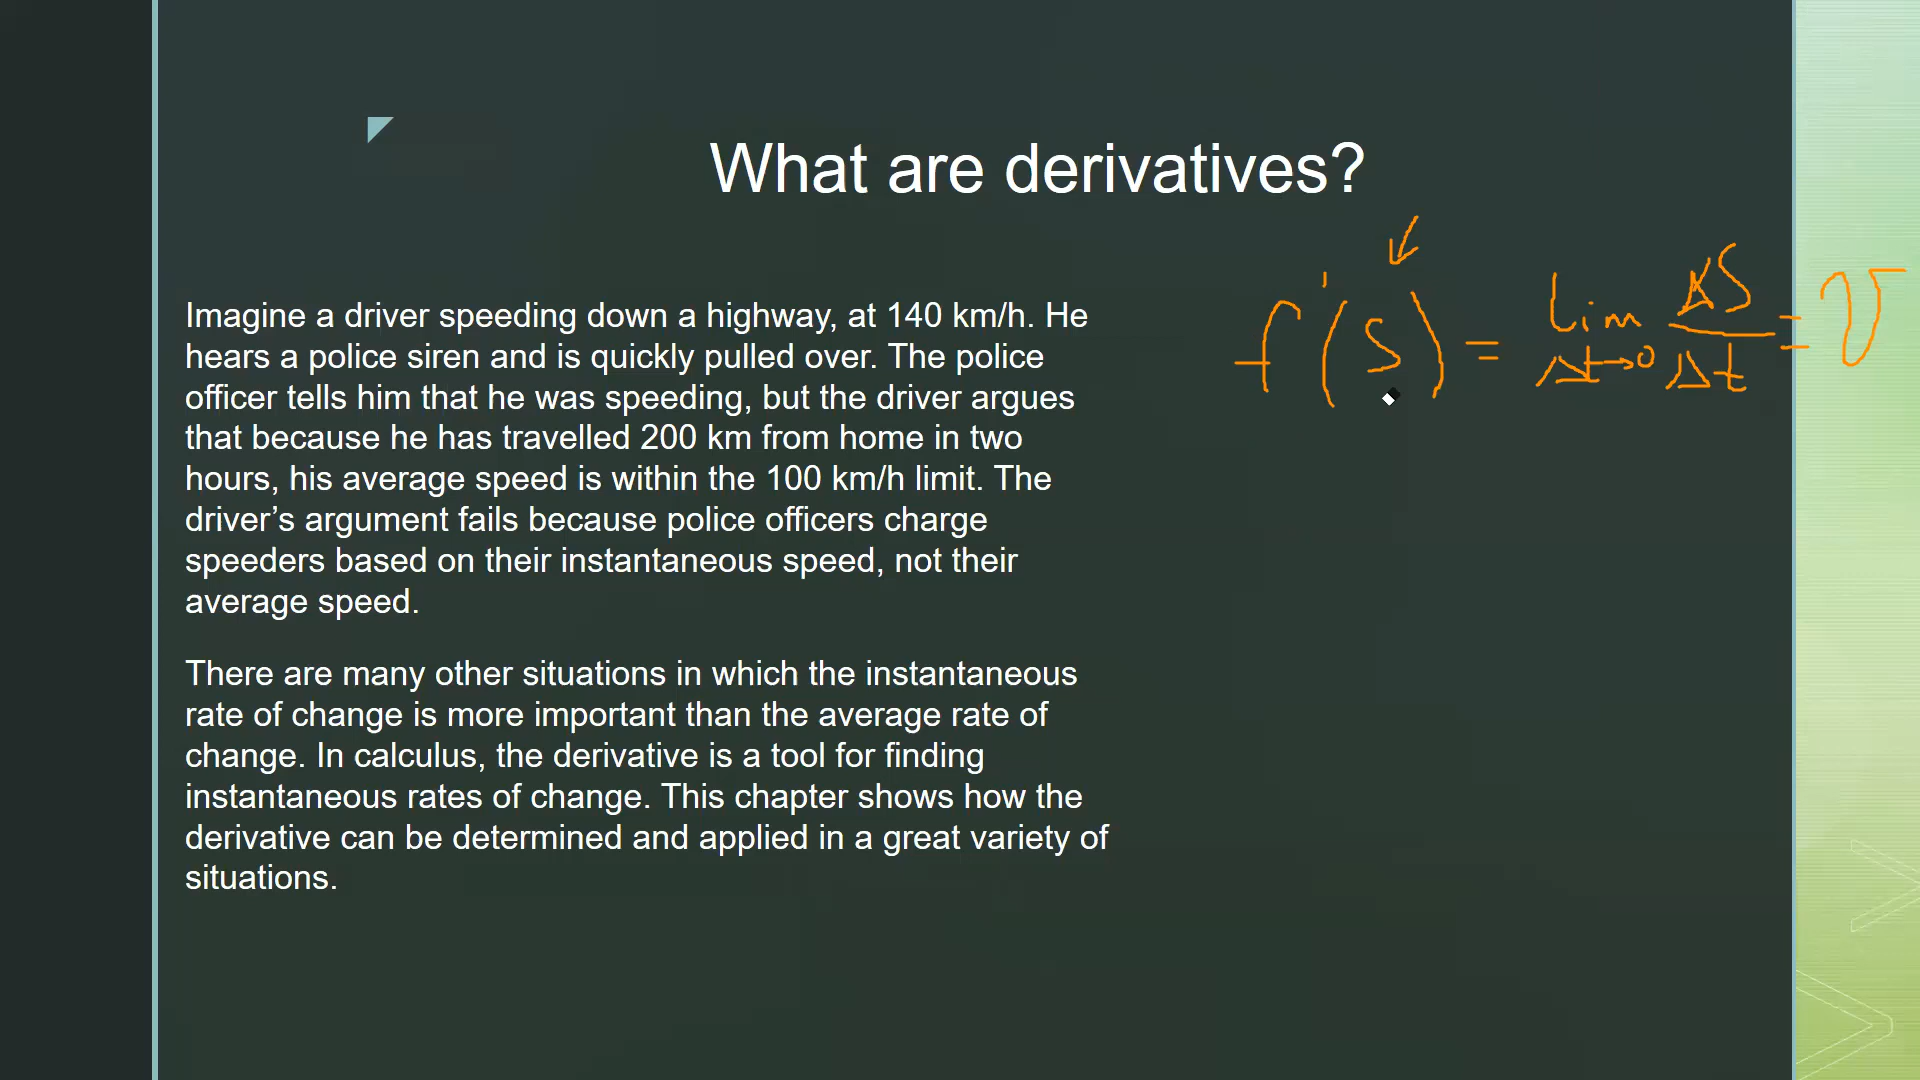 What are derivatives?
f'(s) = lim Δt→0 ΔS/Δt = v
Imagine a driver speeding down a highway, at 140 km/h. He
hears a police siren and is quickly pulled over. The police
officer tells him that he was speeding, but the driver argues
that because he has travelled 200 km from home in two
hours, his average speed is within the 100 km/h limit. The
driver’s argument fails because police officers charge
speeders based on their instantaneous speed, not their
average speed.
There are many other situations in which the instantaneous
rate of change is more important than the average rate of
change. In calculus, the derivative is a tool for finding
instantaneous rates of change. This chapter shows how the
derivative can be determined and applied in a great variety of
situations.